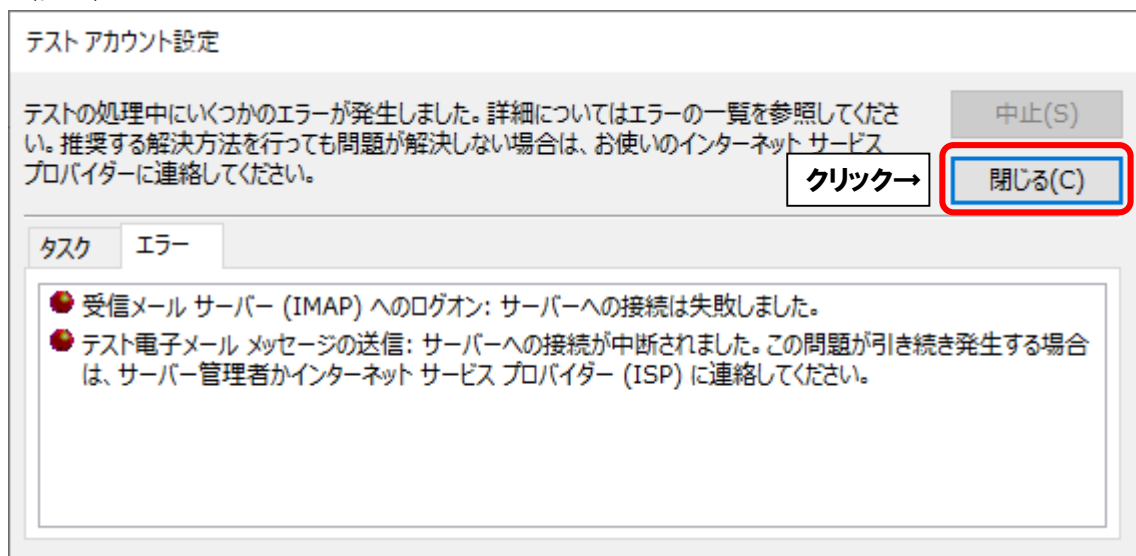 テスト アカウント設定
テストの処理中にいくつかのエラーが発生しました。詳細についてはエラーの一覧を参照してくださ
中止(S)
い。推奨する解決方法を行っても問題が解決しない場合は、お使いのインターネット サービス
プロバイダーに連絡してください。
クリック→
閉じる(C)
タスク
エラー
受信メール サーバー (IMAP) へのログオン: サーバーへの接続は失敗しました。
テスト電子メール メッセージの送信: サーバーへの接続が中断されました。この問題が引き続き発生する場合
は、サーバー管理者かインターネット サービス プロバイダー (ISP) に連絡してください。